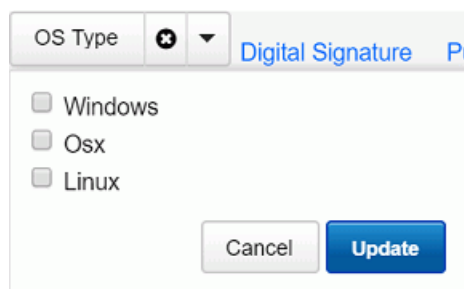 OS Type Digital Signature
Windows
Osx
Linux
Cancel Update